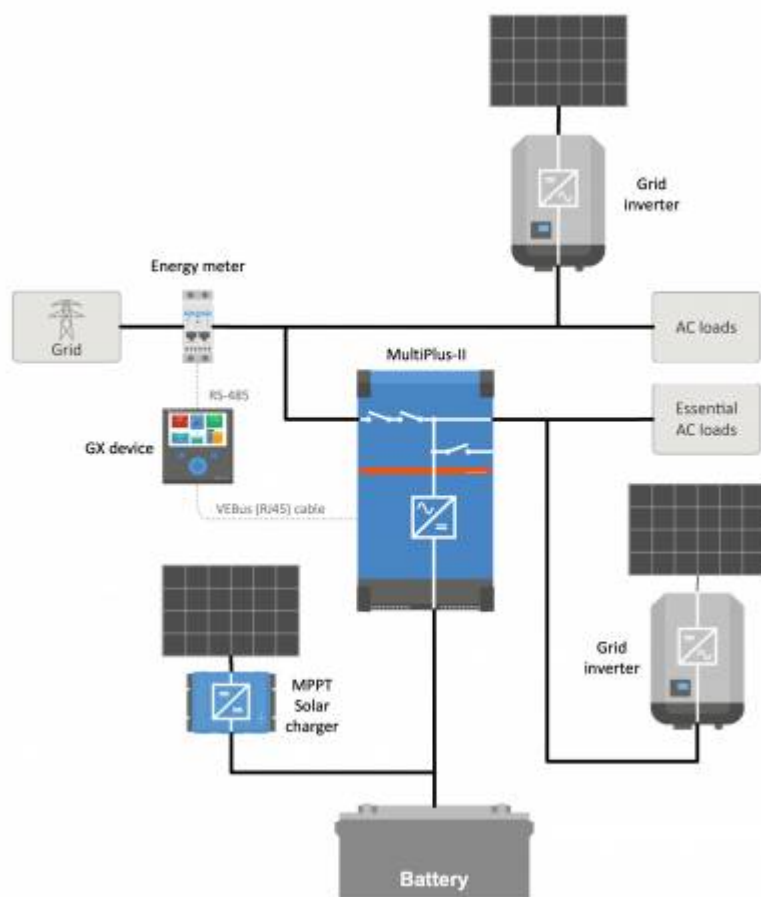 Grid
inverter
Energy meter
Grid
AC loads
MultiPlus-II
RS-485
Essential
AC loads
GX device
VEBus (RJ45) cable
Grid
inverter
MPPT
Solar
charger
Battery